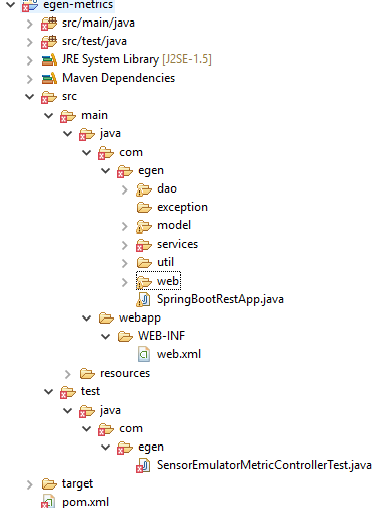 egen-metrics
src/main/java
src/test/java
JRE System Library [J2SE-1.5]
Maven Dependencies
src
main
java
com
egen
dao
exception
model
services
util
web
SpringBootRestApp.java
webapp
WEB-INF
web.xml
resources
test
java
com
egen
SensorEmulatorMetricControllerTest.java
target
pom.xml